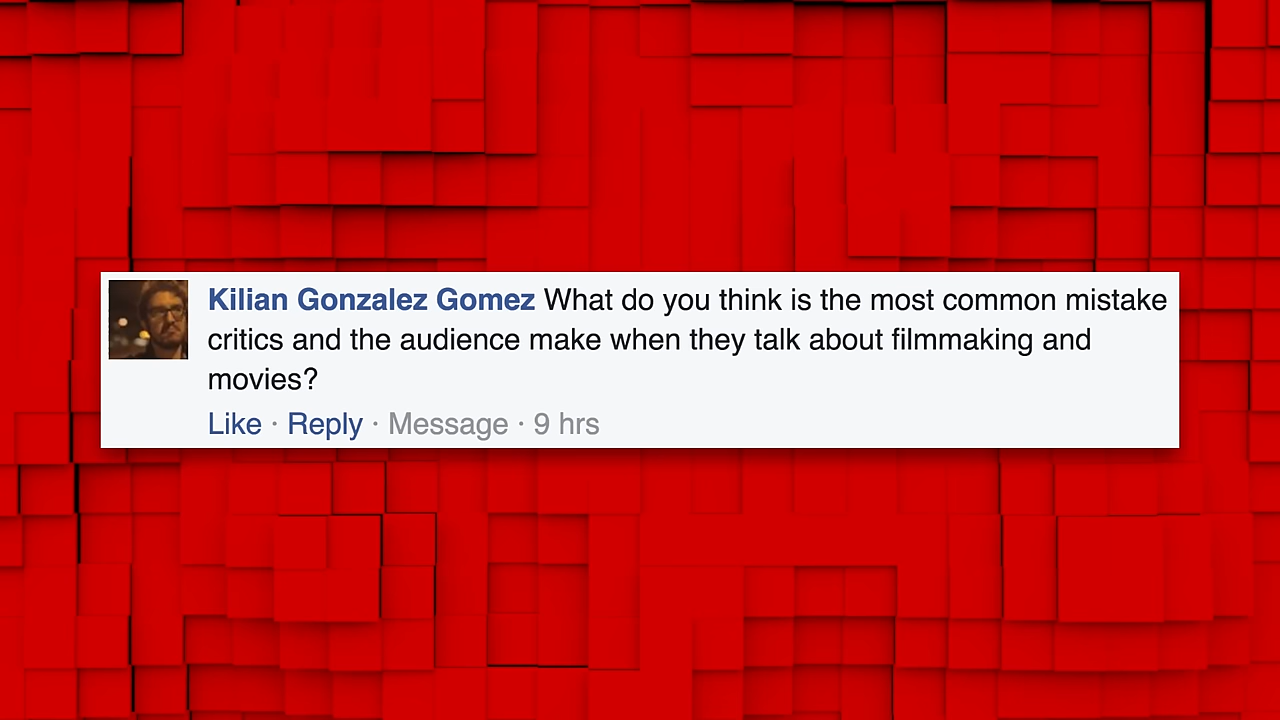 Kilian Gonzalez Gomez What do you think is the most common mistake
critics and the audience make when they talk about filmmaking and
movies?
Like · Reply · Message · 9 hrs